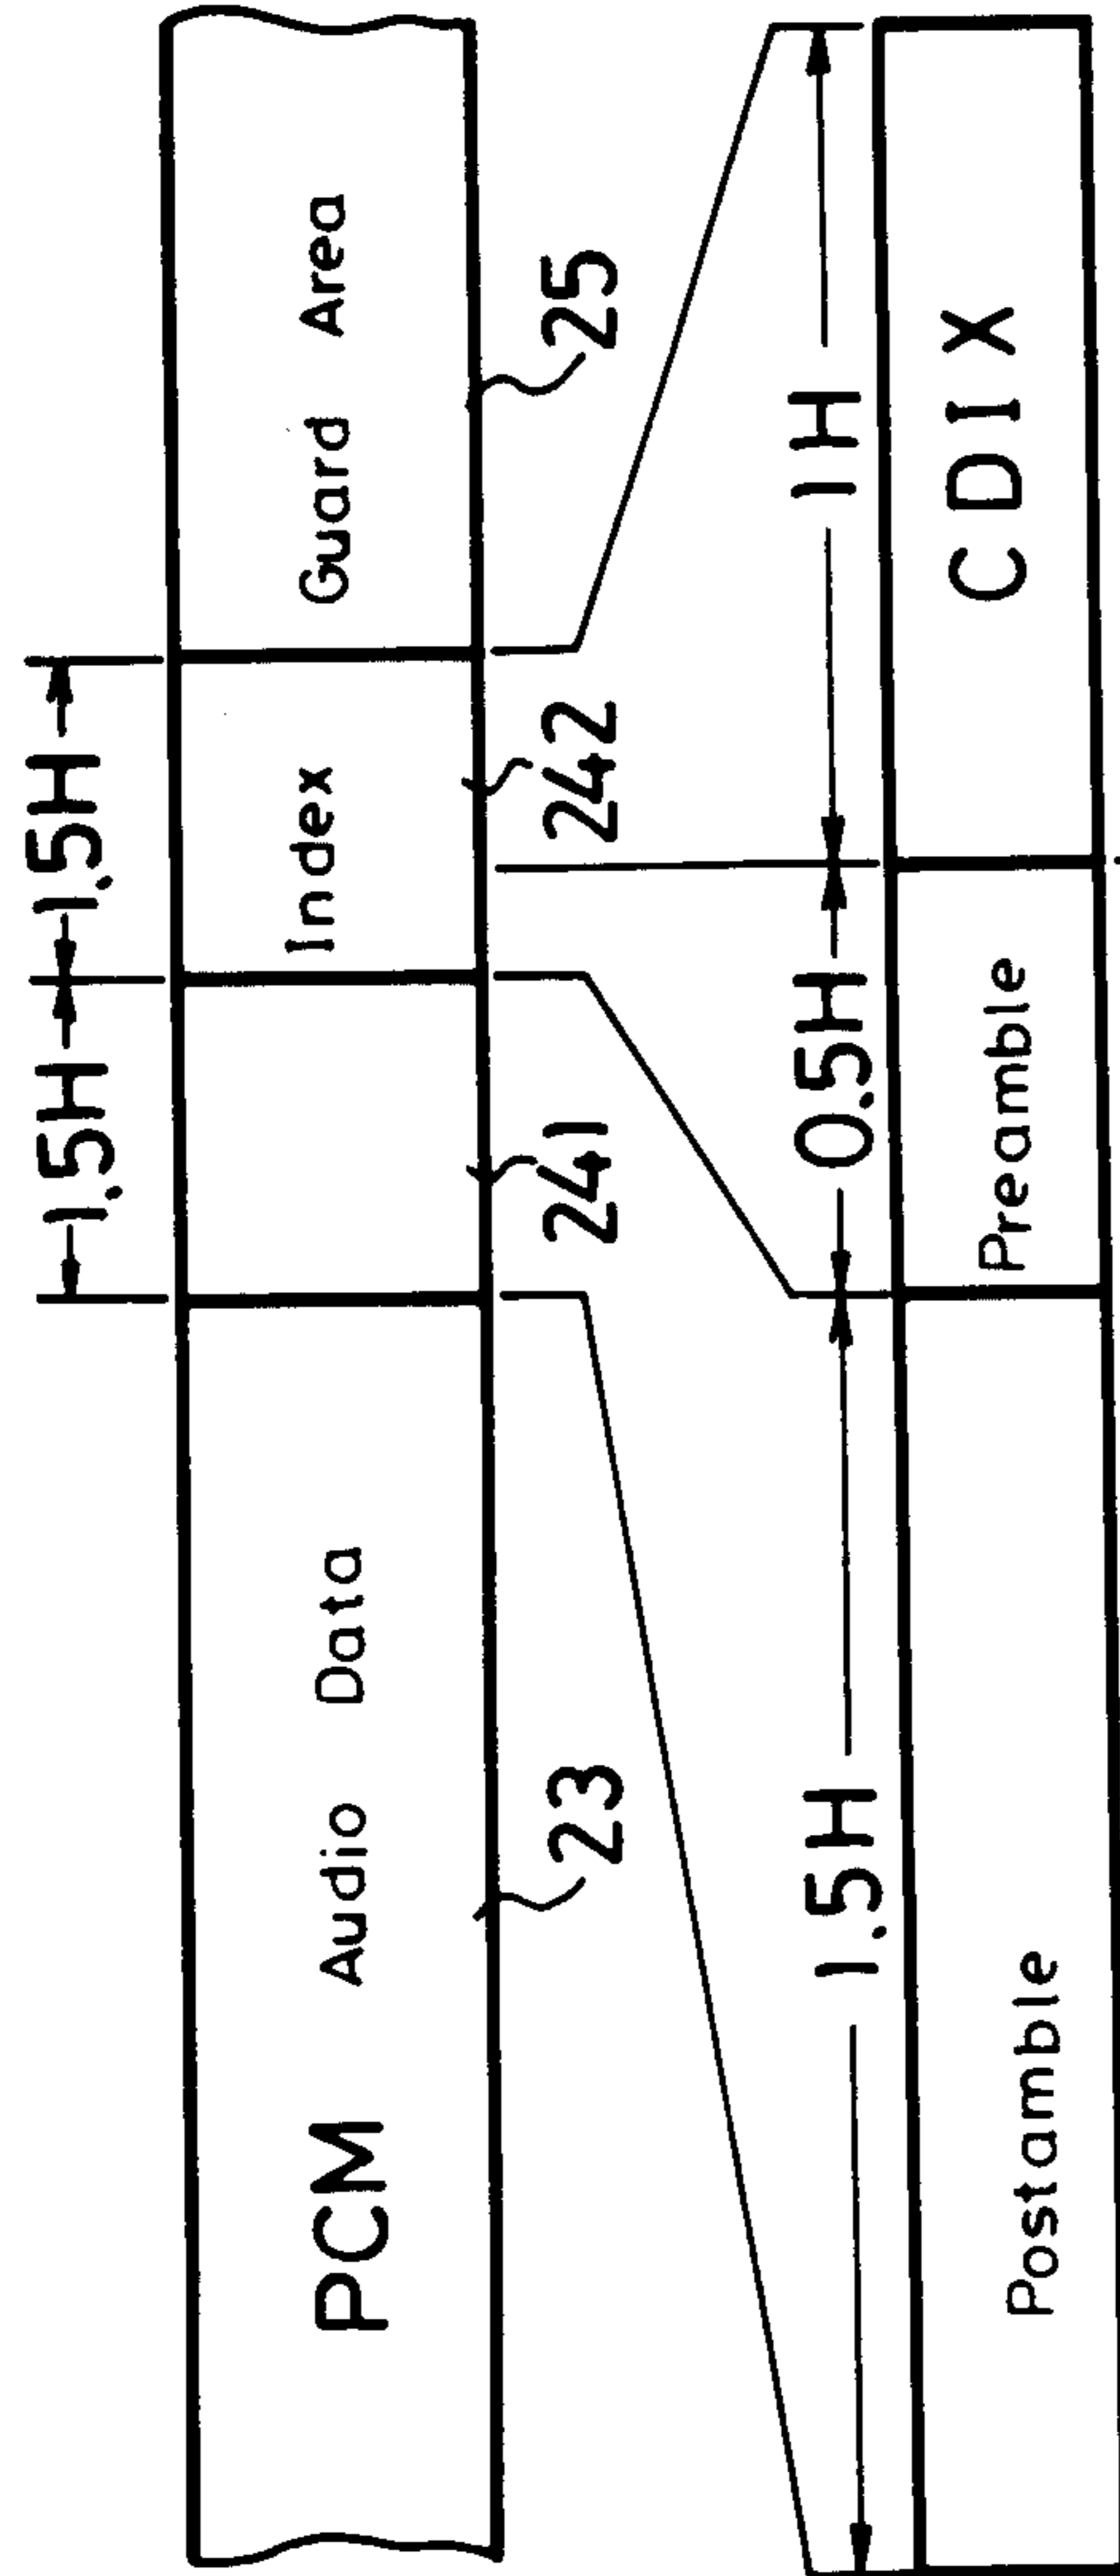 1.5H 1.5H
PCM Audio Data Index Guard Area
23 241 242 25
1.5H 0.5H 1H
Postamble Preamble CDIX